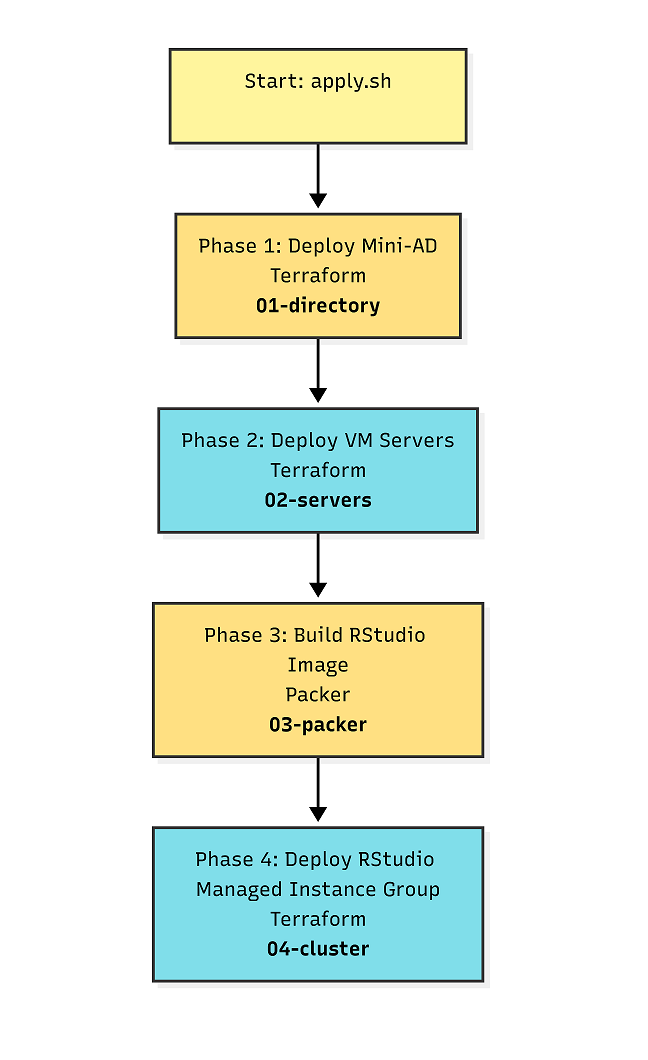 Start: apply.sh
Phase 1: Deploy Mini-AD
Terraform
01-directory
Phase 2: Deploy VM Servers
Terraform
02-servers
Phase 3: Build RStudio
Image
Packer
03-packer
Phase 4: Deploy RStudio
Managed Instance Group
Terraform
04-cluster